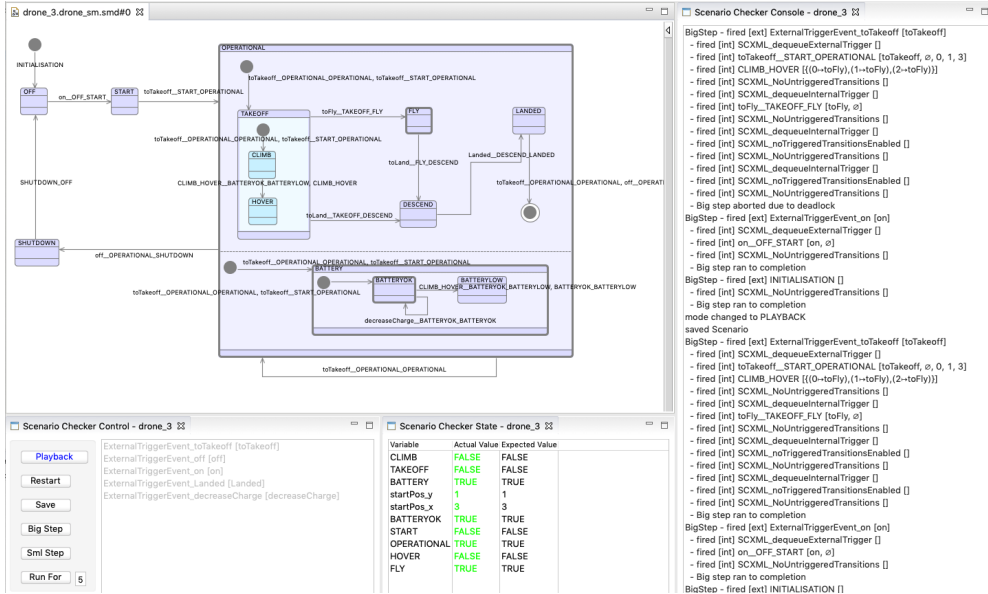 drone_3.drone_sm.smd#0
INITIALISATION
OFF
on__OFF_START
START
toTakeoff__START_OPERATIONAL
OPERATIONAL
toTakeoff__OPERATIONAL_OPERATIONAL, toTakeoff__START_OPERATIONAL
TAKEOFF
toFly__TAKEOFF_FLY
FLY
LANDED
toTakeoff__OPERATIONAL_OPERATIONAL, toTakeoff__START_OPERATIONAL
CLIMB
toLand__FLY_DESCEND
Landed__DESCEND_LANDED
CLIMB_HOVER__BATTERYOK_BATTERYLOW, CLIMB_HOVER
toTakeoff__OPERATIONAL_OPERATIONAL, off__OPERATI
SHUTDOWN_OFF
HOVER
toLand__TAKEOFF_DESCEND
DESCEND
SHUTDOWN
off__OPERATIONAL_SHUTDOWN
toTakeoff__OPERATIONAL_OPERATIONAL, toTakeoff__START_OPERATIONAL
BATTERY
BATTERYOK
BATTERYLOW
CLIMB_HOVER__BATTERYOK_BATTERYLOW, BATTERYOK_BATTERYLOW
toTakeoff__OPERATIONAL_OPERATIONAL, toTakeoff__START_OPERATIONAL
decreaseCharge__BATTERYOK_BATTERYOK
toTakeoff__OPERATIONAL_OPERATIONAL
Scenario Checker Control - drone_3
Playback
Restart
Save
Big Step
Sml Step
Run For 5
ExternalTriggerEvent_toTakeoff [toTakeoff]
ExternalTriggerEvent_off [off]
ExternalTriggerEvent_on [on]
ExternalTriggerEvent_Landed [Landed]
ExternalTriggerEvent_decreaseCharge [decreaseCharge]
Scenario Checker State - drone_3
Variable Actual Value Expected Value
CLIMB FALSE FALSE
TAKEOFF FALSE FALSE
BATTERY TRUE TRUE
startPos_y 1 1
startPos_x 3 3
BATTERYOK TRUE TRUE
START FALSE FALSE
OPERATIONAL TRUE TRUE
HOVER FALSE FALSE
FLY TRUE TRUE
Scenario Checker Console - drone_3
BigStep - fired [ext] ExternalTriggerEvent_toTakeoff [toTakeoff]
- fired [int] SCXML_dequeueExternalTrigger []
- fired [int] toTakeoff__START_OPERATIONAL [toTakeoff, ∅, 0, 1, 3]
- fired [int] CLIMB_HOVER [{(0↦toFly),(1↦toFly),(2↦toFly)}]
- fired [int] SCXML_NoUntriggeredTransitions []
- fired [int] SCXML_dequeueInternalTrigger []
- fired [int] toFly__TAKEOFF_FLY [toFly, ∅]
- fired [int] SCXML_NoUntriggeredTransitions []
- fired [int] SCXML_dequeueInternalTrigger []
- fired [int] SCXML_noTriggeredTransitionsEnabled []
- fired [int] SCXML_NoUntriggeredTransitions []
- fired [int] SCXML_dequeueInternalTrigger []
- fired [int] SCXML_noTriggeredTransitionsEnabled []
- fired [int] SCXML_NoUntriggeredTransitions []
- Big step aborted due to deadlock
BigStep - fired [ext] ExternalTriggerEvent_on [on]
- fired [int] SCXML_dequeueExternalTrigger []
- fired [int] on__OFF_START [on, ∅]
- fired [int] SCXML_NoUntriggeredTransitions []
- Big step ran to completion
BigStep - fired [ext] INITIALISATION []
- fired [int] SCXML_NoUntriggeredTransitions []
- Big step ran to completion
mode changed to PLAYBACK
saved Scenario
BigStep - fired [ext] ExternalTriggerEvent_toTakeoff [toTakeoff]
- fired [int] SCXML_dequeueExternalTrigger []
- fired [int] toTakeoff__START_OPERATIONAL [toTakeoff, ∅, 0, 1, 3]
- fired [int] CLIMB_HOVER [{(0↦toFly),(1↦toFly),(2↦toFly)}]
- fired [int] SCXML_NoUntriggeredTransitions []
- fired [int] SCXML_dequeueInternalTrigger []
- fired [int] toFly__TAKEOFF_FLY [toFly, ∅]
- fired [int] SCXML_NoUntriggeredTransitions []
- fired [int] SCXML_dequeueInternalTrigger []
- fired [int] SCXML_noTriggeredTransitionsEnabled []
- fired [int] SCXML_NoUntriggeredTransitions []
- fired [int] SCXML_dequeueInternalTrigger []
- fired [int] SCXML_noTriggeredTransitionsEnabled []
- fired [int] SCXML_NoUntriggeredTransitions []
- Big step ran to completion
BigStep - fired [ext] ExternalTriggerEvent_on [on]
- fired [int] SCXML_dequeueExternalTrigger []
- fired [int] on__OFF_START [on, ∅]
- fired [int] SCXML_NoUntriggeredTransitions []
- Big step ran to completion
BigStep - fired [ext] INITIALISATION []